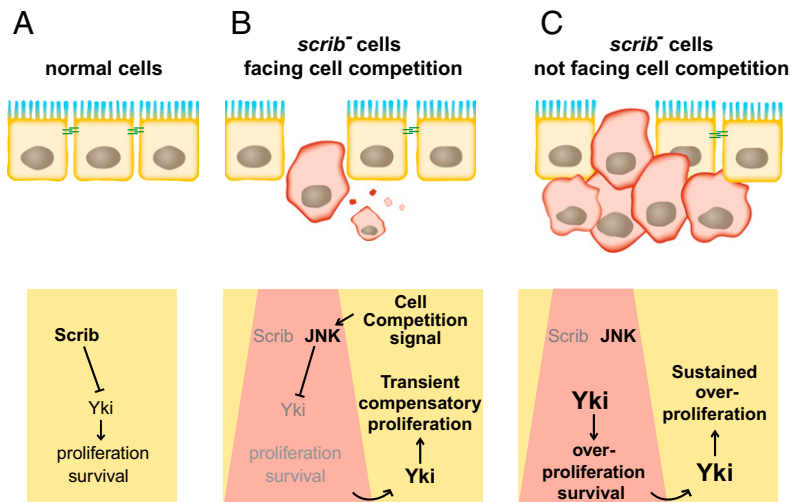 A
normal cells
B
scrib- cells
facing cell competition
C
scrib- cells
not facing cell competition
Scrib
Yki
proliferation
survival
Scrib JNK
Cell
Competition
signal
Yki
proliferation
survival
Transient
compensatory
proliferation
Yki
Scrib JNK
Yki
over-
proliferation
survival
Sustained
over-
proliferation
Yki